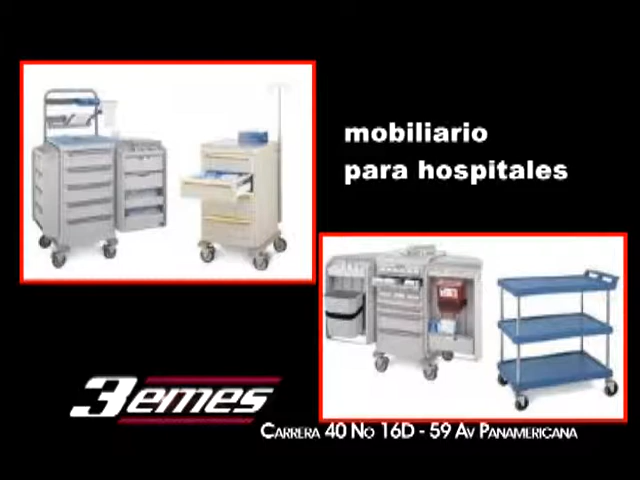 mobiliario
para hospitales
3emes
CARRERA 40 NO 16D - 59 AV PANAMERICANA